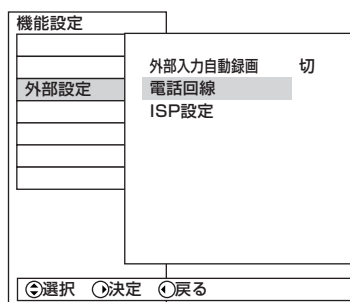 機能設定
外部入力自動録画 切
外部設定
電話回線
ISP設定
選択 決定 戻る